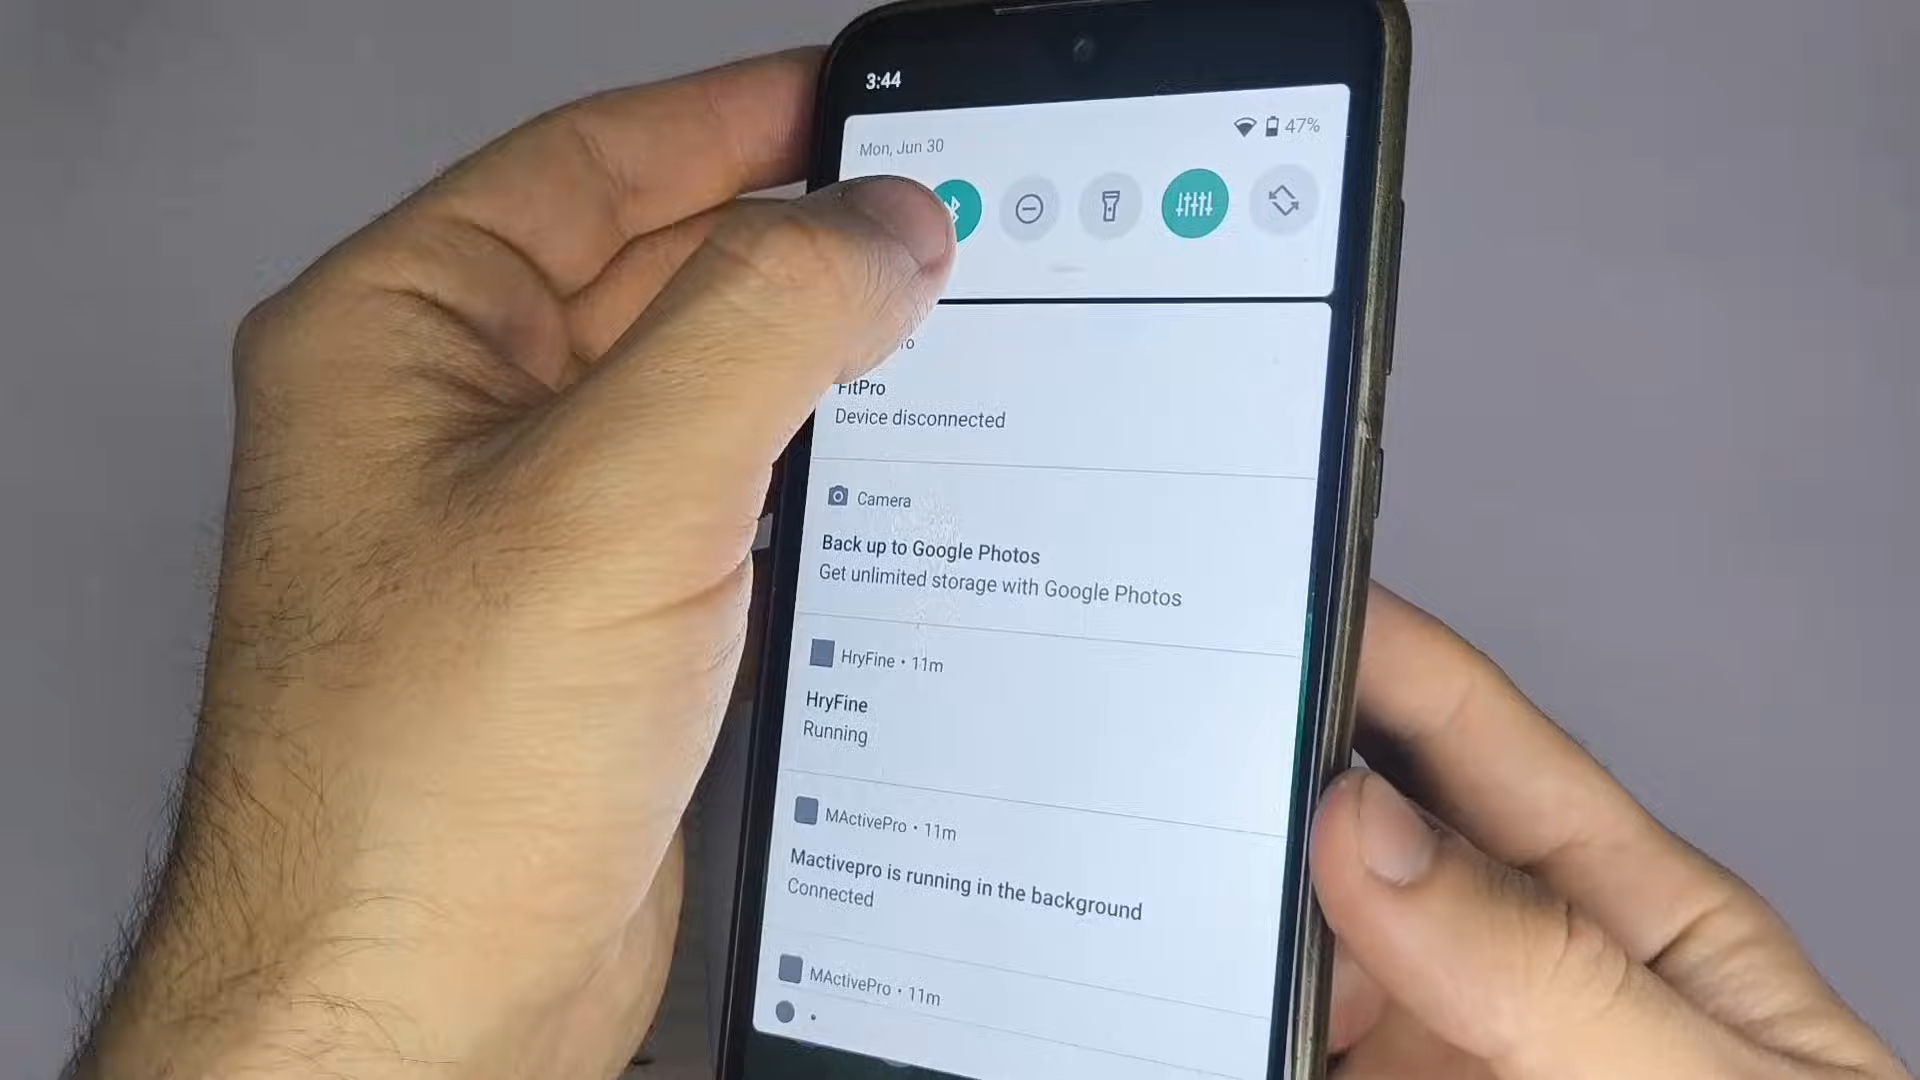 3:44
47%
Mon, Jun 30
FitPro
Device disconnected
Camera
Back up to Google Photos
Get unlimited storage with Google Photos
HryFine • 11m
HryFine
Running
MActivePro • 11m
Mactivepro is running in the background
Connected
MActivePro • 11m